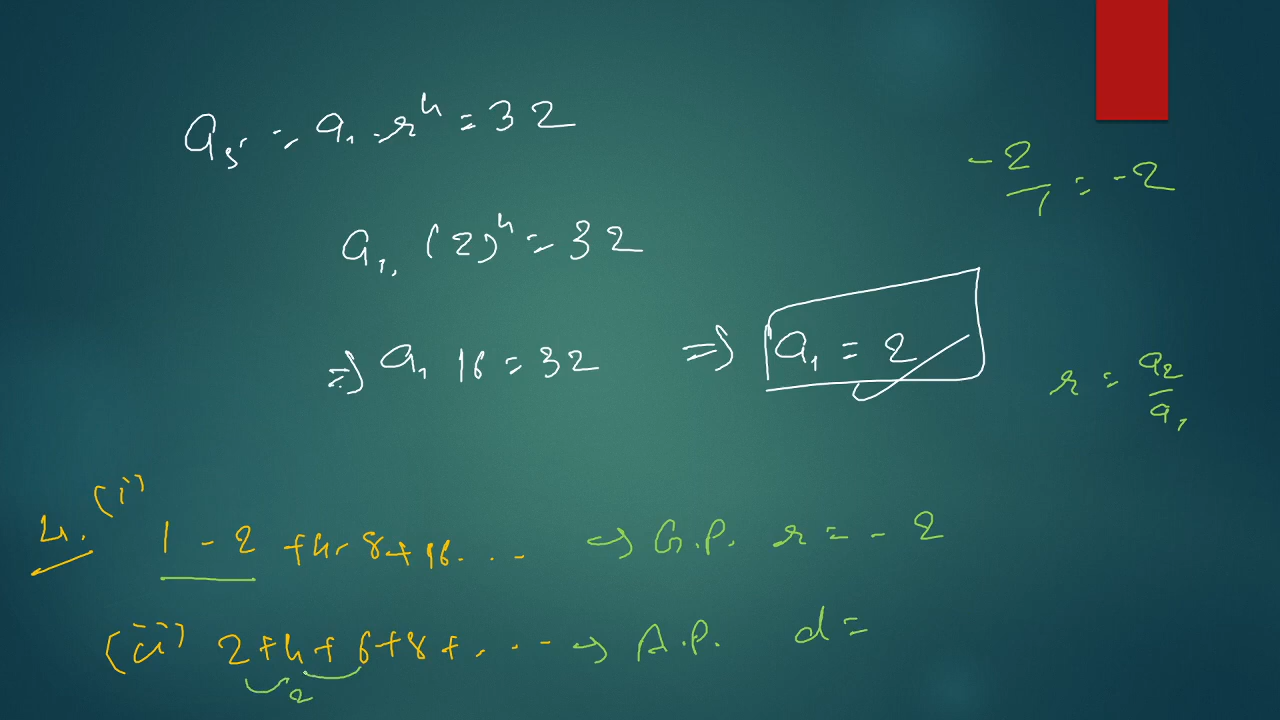 a₅ = a₁ . r⁴ = 32
-2/1 = -2
a₁. (2)⁴ = 32
⇒ a₁ 16 = 32 ⇒ a₁ = 2
r = a₂/a₁
4. (i) 1 - 2 + 4 - 8 + 16 . . . → G.P. r = - 2
(ii) 2 + 4 + 6 + 8 + . . . → A.P. d =
2